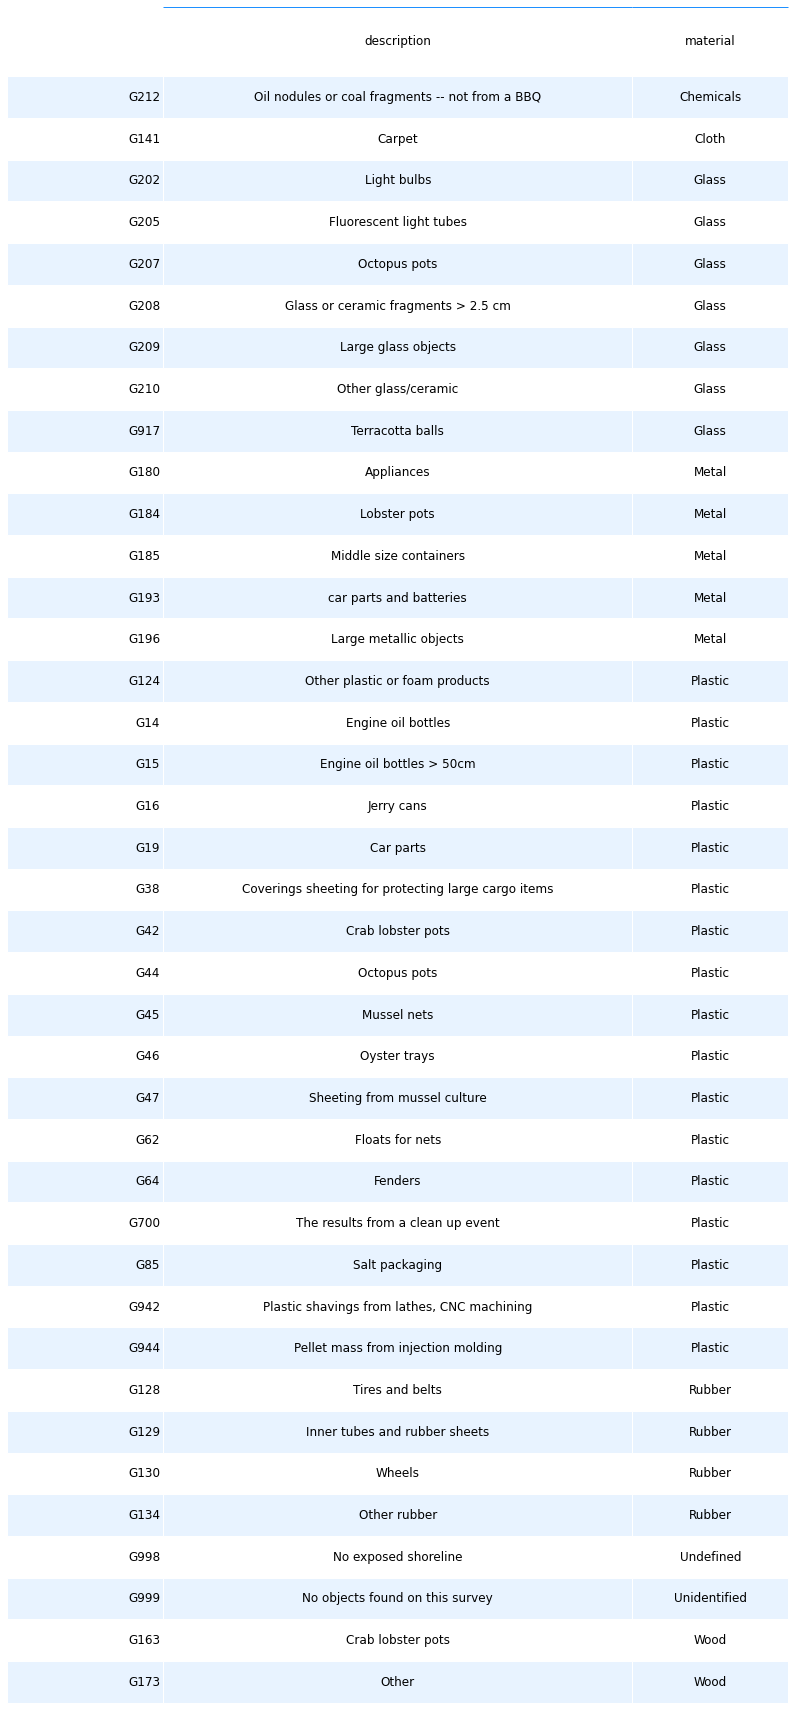 description material
G212 Oil nodules or coal fragments -- not from a BBQ Chemicals
G141 Carpet Cloth
G202 Light bulbs Glass
G205 Fluorescent light tubes Glass
G207 Octopus pots Glass
G208 Glass or ceramic fragments > 2.5 cm Glass
G209 Large glass objects Glass
G210 Other glass/ceramic Glass
G917 Terracotta balls Glass
G180 Appliances Metal
G184 Lobster pots Metal
G185 Middle size containers Metal
G193 car parts and batteries Metal
G196 Large metallic objects Metal
G124 Other plastic or foam products Plastic
G14 Engine oil bottles Plastic
G15 Engine oil bottles > 50cm Plastic
G16 Jerry cans Plastic
G19 Car parts Plastic
G38 Coverings sheeting for protecting large cargo items Plastic
G42 Crab lobster pots Plastic
G44 Octopus pots Plastic
G45 Mussel nets Plastic
G46 Oyster trays Plastic
G47 Sheeting from mussel culture Plastic
G62 Floats for nets Plastic
G64 Fenders Plastic
G700 The results from a clean up event Plastic
G85 Salt packaging Plastic
G942 Plastic shavings from lathes, CNC machining Plastic
G944 Pellet mass from injection molding Plastic
G128 Tires and belts Rubber
G129 Inner tubes and rubber sheets Rubber
G130 Wheels Rubber
G134 Other rubber Rubber
G998 No exposed shoreline Undefined
G999 No objects found on this survey Unidentified
G163 Crab lobster pots Wood
G173 Other Wood